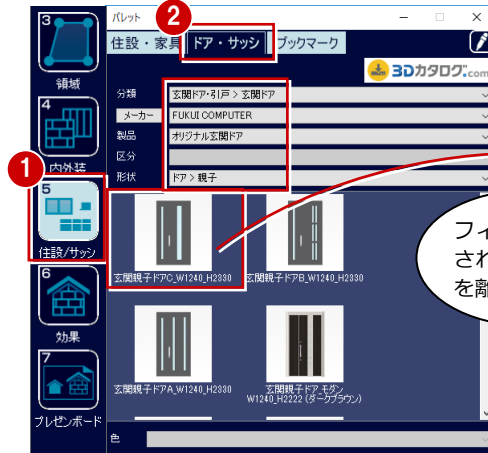 パレット
2
住設・家具
ドア・サッシ
ブックマーク
3Dカタログ.com
3
領域
4
内外装
1
5
住設/サッシ
6
効果
7
プレゼンボード
分類
玄関ドア・引戸 > 玄関ドア
メーカー
FUKUI COMPUTER
製品
オリジナル玄関ドア
区分
形状
ドア > 親子
玄関親子ドアC_W1240_H2330
玄関親子ドアB_W1240_H2330
玄関親子ドアA_W1240_H2330
玄関親子ドア_モダン_
W1240_H2222 (ダークブラウン)
色
フィ
され
を離